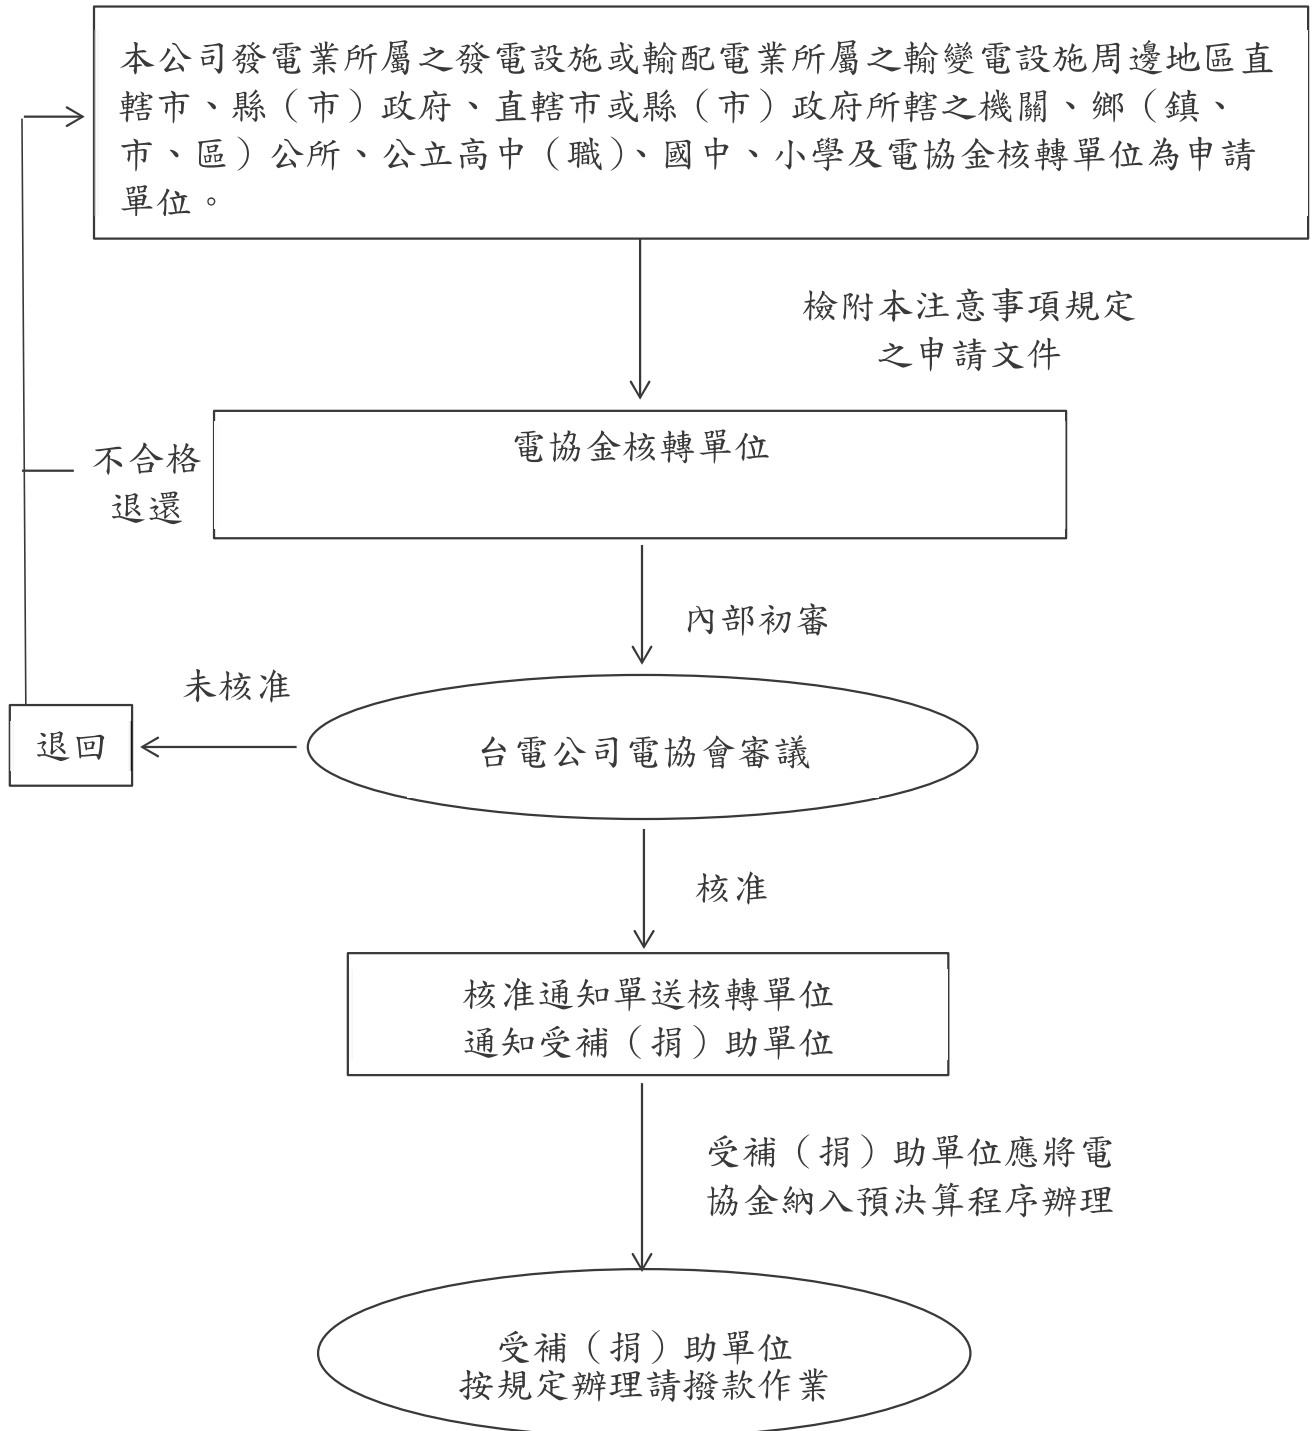 本公司發電業所屬之發電設施或輸配電業所屬之輸變電設施周邊地區直
轄市、縣（市）政府、直轄市或縣（市）政府所轄之機關、鄉（鎮、
市、區）公所、公立高中（職）、國中、小學及電協金核轉單位為申請
單位。
檢附本注意事項規定
之申請文件
電協金核轉單位
不合格
退還
內部初審
未核准
退回
台電公司電協會審議
核准
核准通知單送核轉單位
通知受補（捐）助單位
受補（捐）助單位應將電
協金納入預決算程序辦理
受補（捐）助單位
按規定辦理請撥款作業